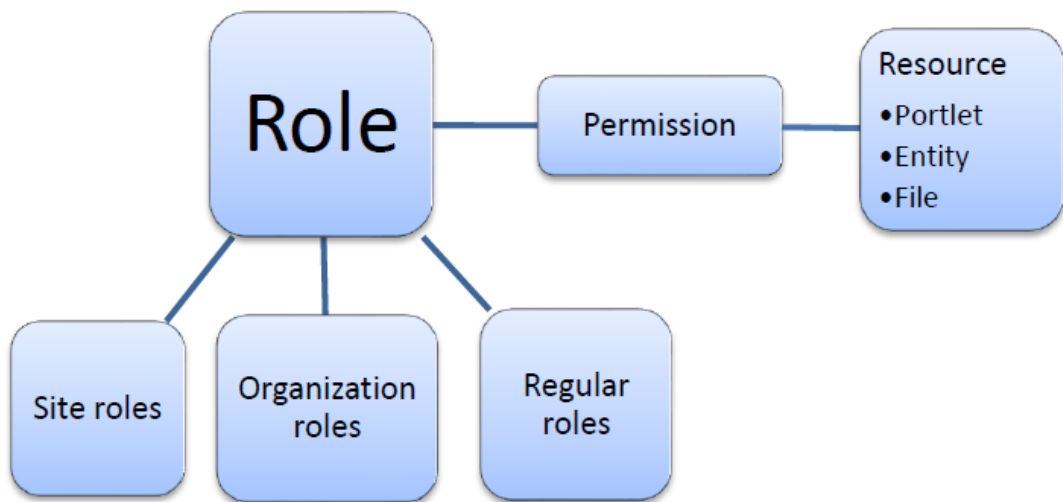 Role
Permission
Resource
•Portlet
•Entity
•File
Site roles
Organization
roles
Regular
roles